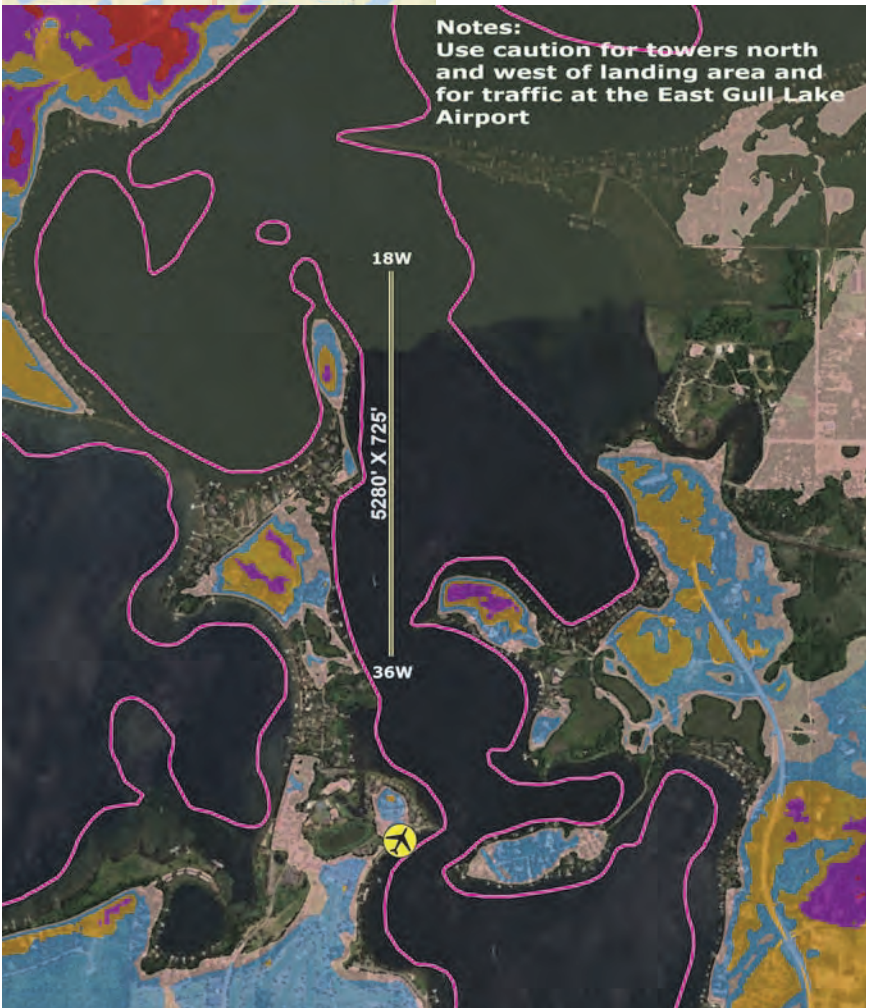 Notes:
Use caution for towers north
and west of landing area and
for traffic at the East Gull Lake
Airport
18W
5280' X 725'
36W